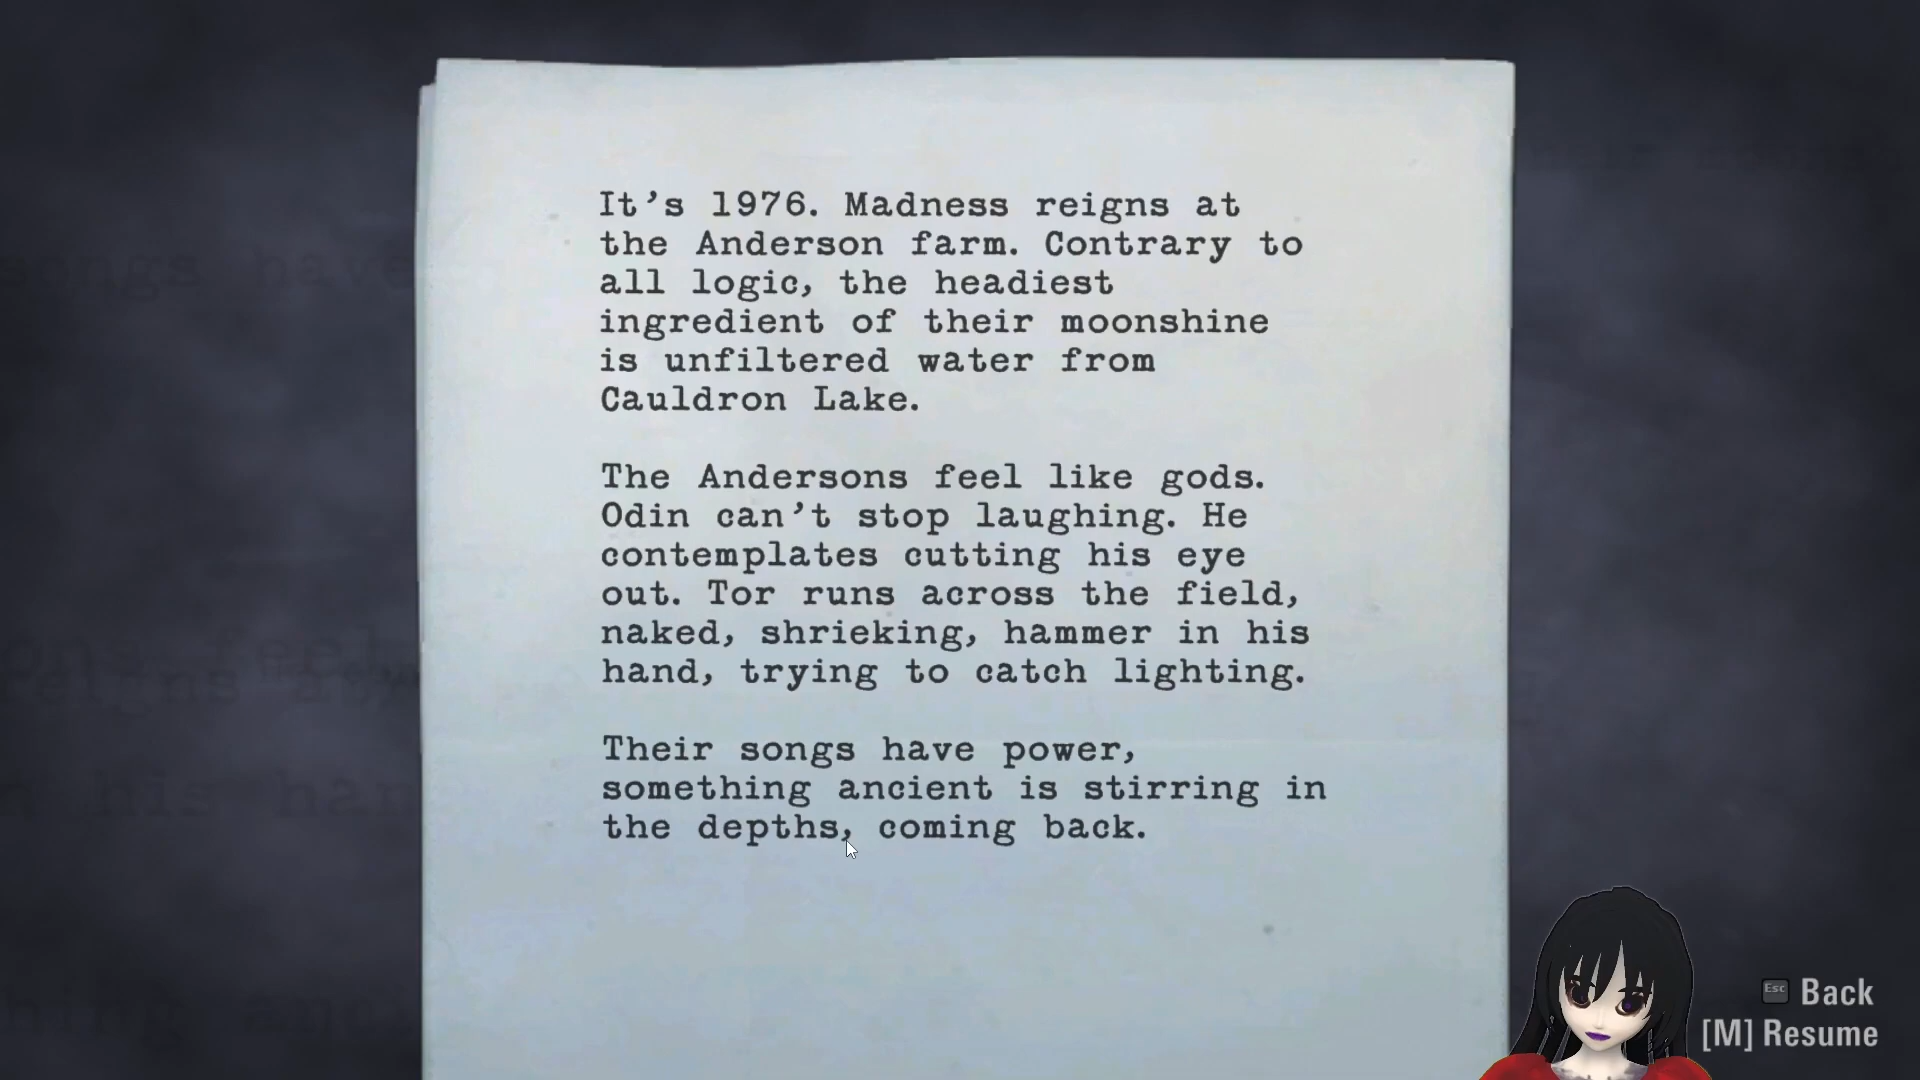 It’s 1976. Madness reigns at
the Anderson farm. Contrary to
all logic, the headiest
ingredient of their moonshine
is unfiltered water from
Cauldron Lake.
The Andersons feel like gods.
Odin can’t stop laughing. He
contemplates cutting his eye
out. Tor runs across the field,
naked, shrieking, hammer in his
hand, trying to catch lighting.
Their songs have power,
something ancient is stirring in
the depths, coming back.
Esc Back
[M] Resume